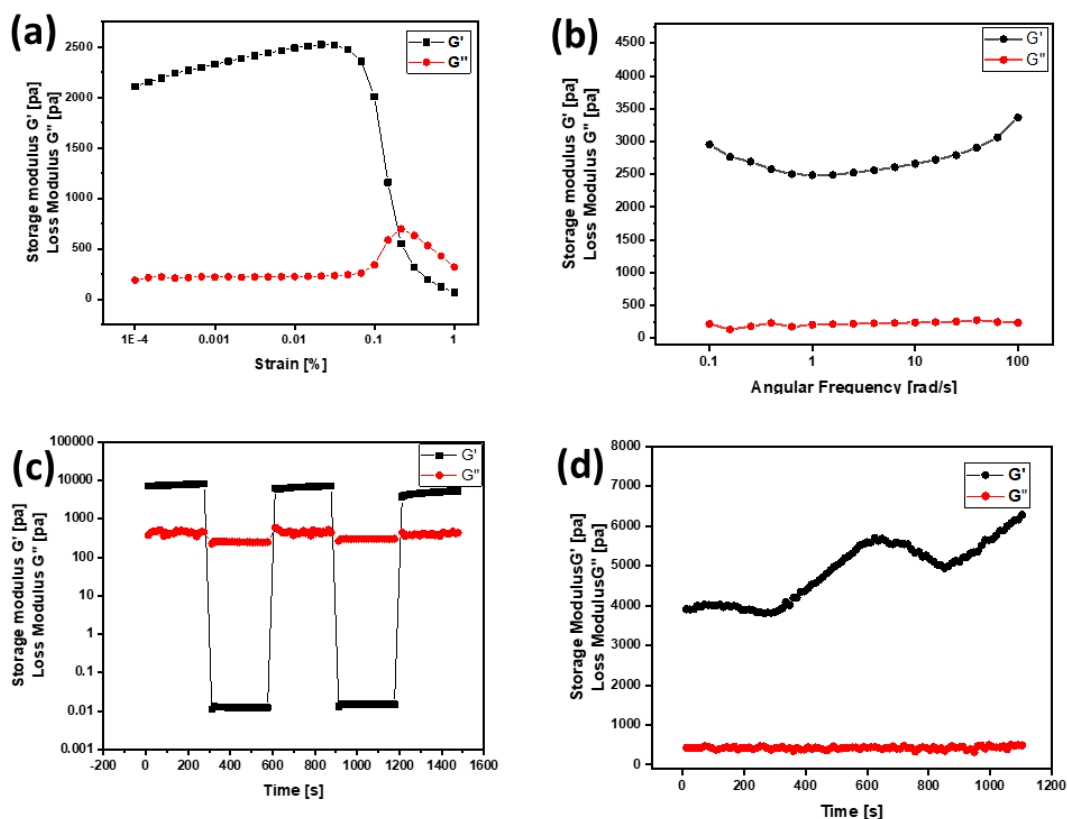 (a)
G'
G''
2500
2000
1500
1000
500
0
Storage modulus G' [pa]
Loss Modulus G'' [pa]
1E-4
0.001
0.01
0.1
1
Strain [%]
(b)
G'
G''
4500
4000
3500
3000
2500
2000
1500
1000
500
0
Storage modulus G' [pa]
Loss Modulus G'' [pa]
0.1
1
10
100
Angular Frequency [rad/s]
(c)
G'
G''
100000
10000
1000
100
10
1
0.1
0.01
0.001
Storage modulus G' [pa]
Loss Modulus G'' [pa]
-200
0
200
400
600
800
1000
1200
1400
1600
Time [s]
(d)
G'
G''
8000
7000
6000
5000
4000
3000
2000
1000
0
Storage ModulusG' [pa]
Loss ModulusG'' [pa]
0
200
400
600
800
1000
1200
Time [s]